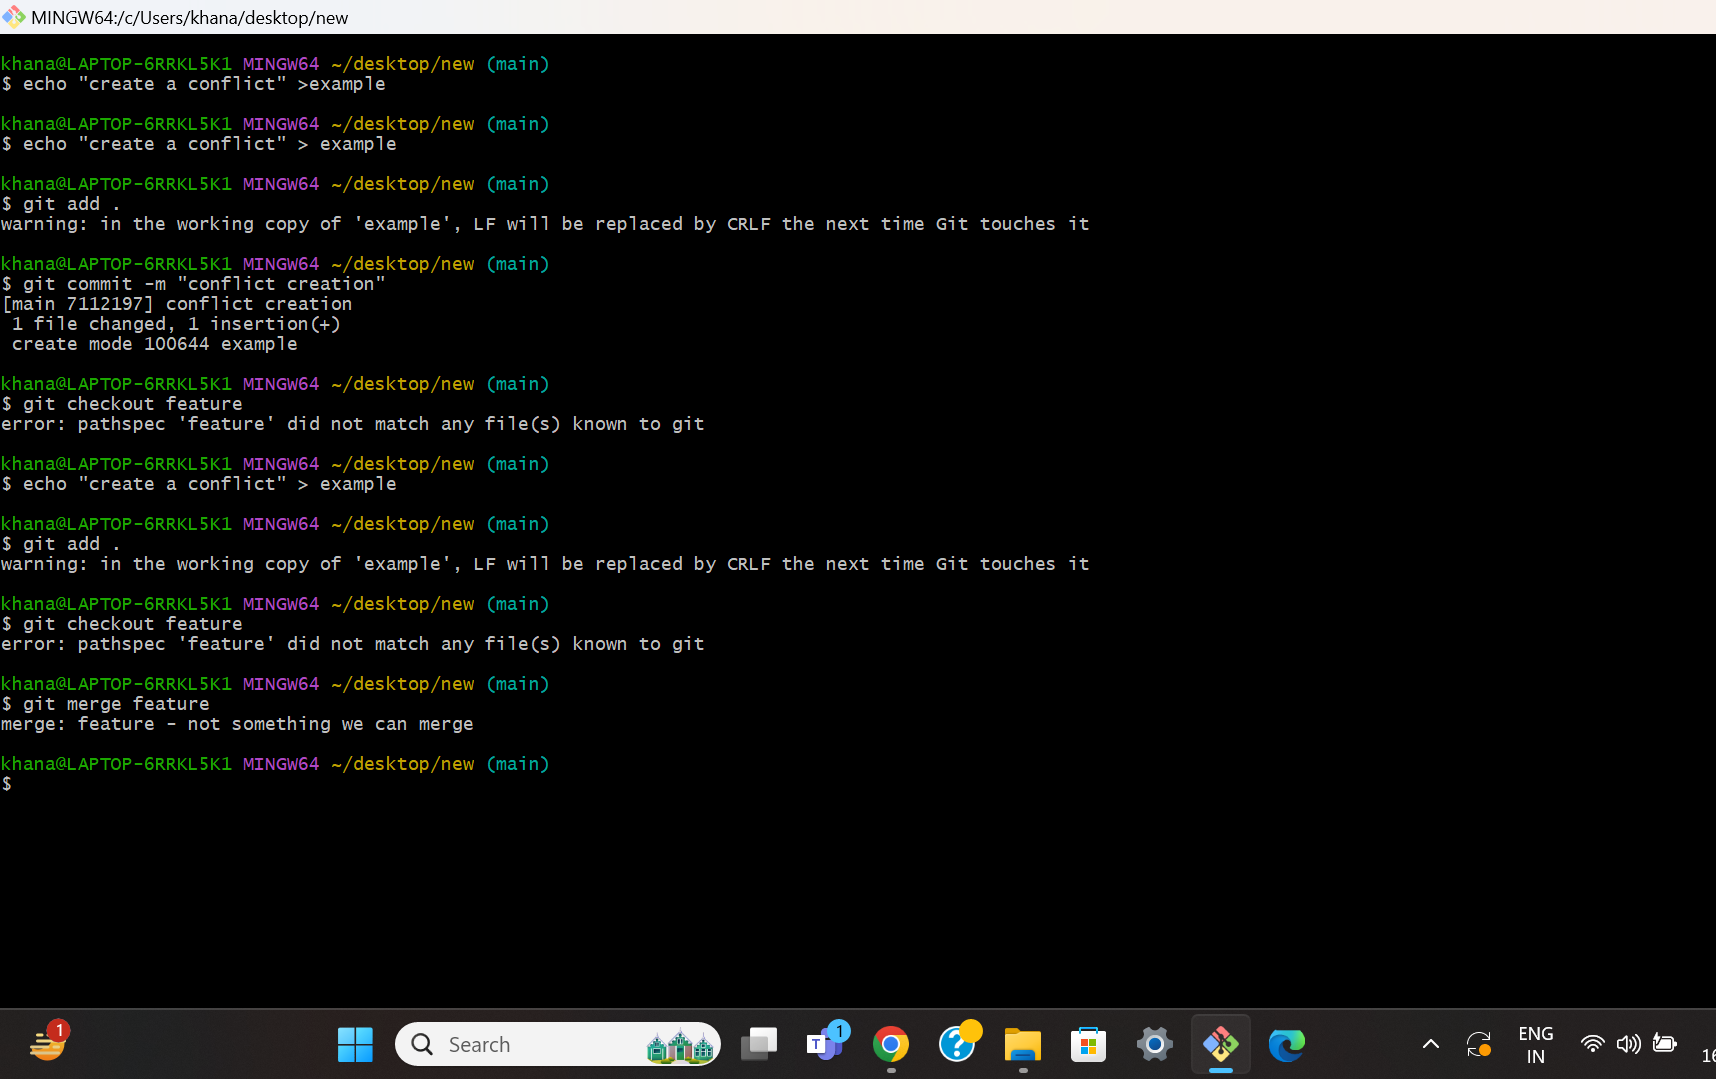 MINGW64:/c/Users/khana/desktop/new
khana@LAPTOP-6RRKL5K1 MINGW64 ~/desktop/new (main)
$ echo "create a conflict" >example
khana@LAPTOP-6RRKL5K1 MINGW64 ~/desktop/new (main)
$ echo "create a conflict" > example
khana@LAPTOP-6RRKL5K1 MINGW64 ~/desktop/new (main)
$ git add .
warning: in the working copy of 'example', LF will be replaced by CRLF the next time Git touches it
khana@LAPTOP-6RRKL5K1 MINGW64 ~/desktop/new (main)
$ git commit -m "conflict creation"
[main 7112197] conflict creation
1 file changed, 1 insertion(+)
create mode 100644 example
khana@LAPTOP-6RRKL5K1 MINGW64 ~/desktop/new (main)
$ git checkout feature
error: pathspec 'feature' did not match any file(s) known to git
khana@LAPTOP-6RRKL5K1 MINGW64 ~/desktop/new (main)
$ echo "create a conflict" > example
khana@LAPTOP-6RRKL5K1 MINGW64 ~/desktop/new (main)
$ git add .
warning: in the working copy of 'example', LF will be replaced by CRLF the next time Git touches it
khana@LAPTOP-6RRKL5K1 MINGW64 ~/desktop/new (main)
$ git checkout feature
error: pathspec 'feature' did not match any file(s) known to git
khana@LAPTOP-6RRKL5K1 MINGW64 ~/desktop/new (main)
$ git merge feature
merge: feature - not something we can merge
khana@LAPTOP-6RRKL5K1 MINGW64 ~/desktop/new (main)
$
1
Search
T
1
?
ENG
IN
16